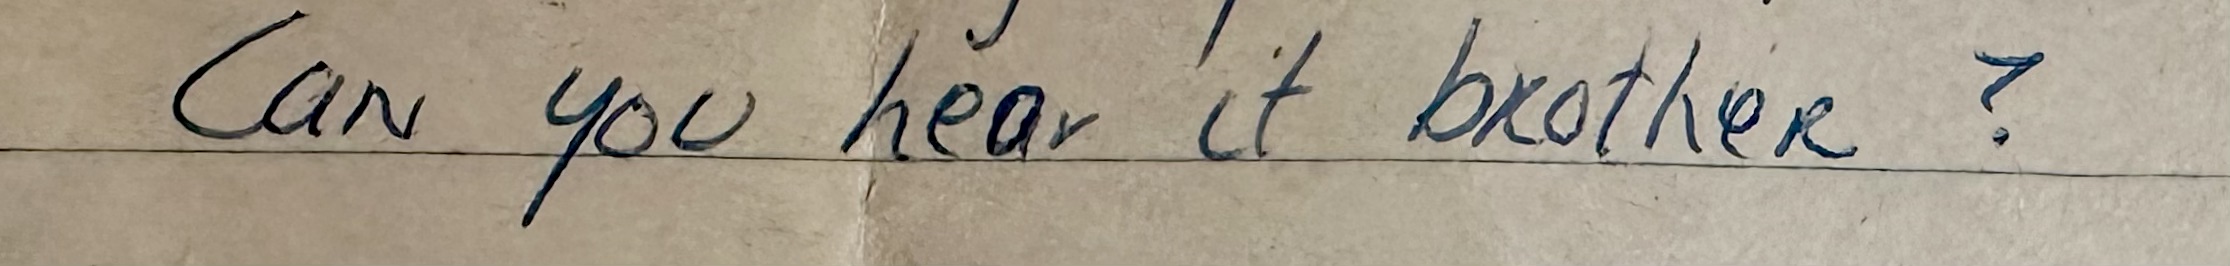 Can you hear it brother ?